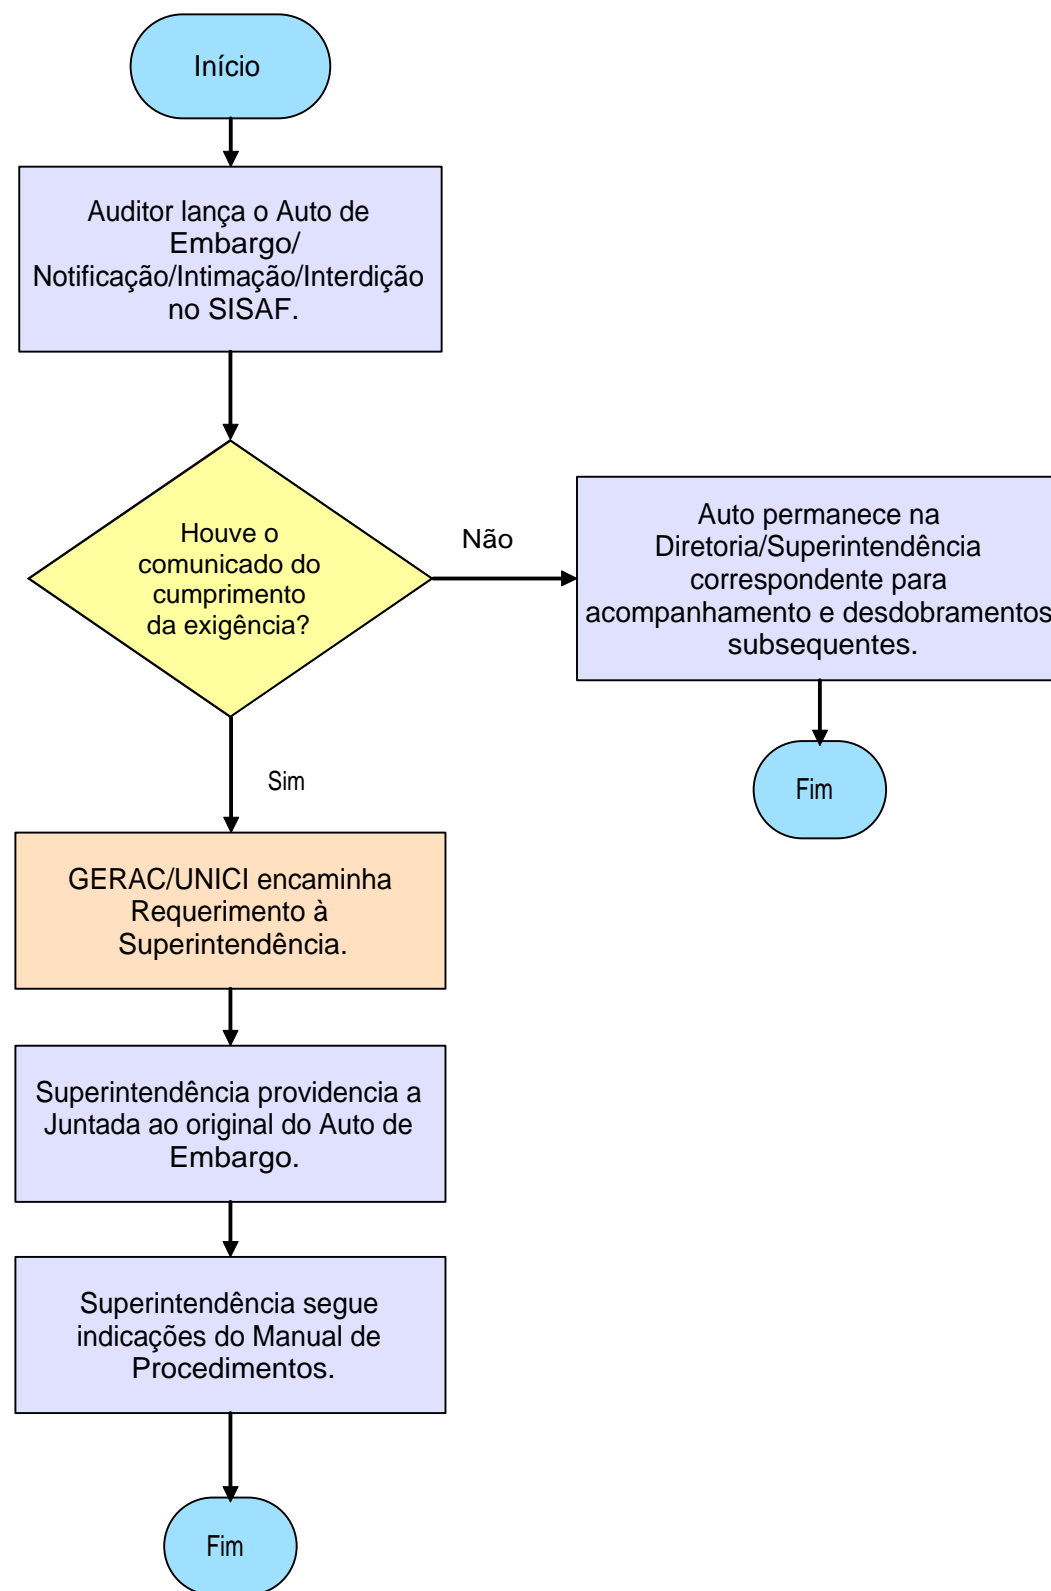 Início
Auditor lança o Auto de
Embargo/
Notificação/Intimação/Interdição
no SISAF.
Houve o
comunicado do
cumprimento
da exigência?
Não
Auto permanece na
Diretoria/Superintendência
correspondente para
acompanhamento e desdobramentos
subsequentes.
Fim
Sim
GERAC/UNICI encaminha
Requerimento à
Superintendência.
Superintendência providencia a
Juntada ao original do Auto de
Embargo.
Superintendência segue
indicações do Manual de
Procedimentos.
Fim